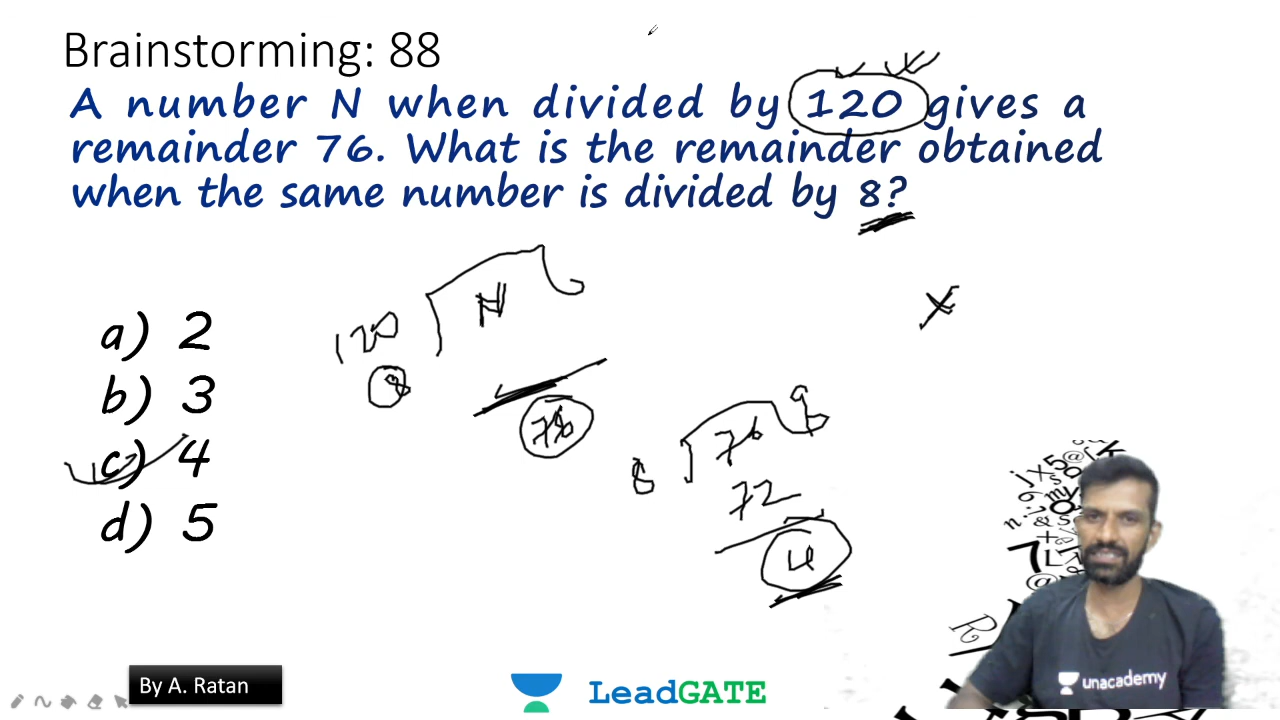 Brainstorming: 88
A number N when divided by 120 gives a
remainder 76. What is the remainder obtained
when the same number is divided by 8?
a) 2
b) 3
c) 4
d) 5
120
N
8
76
8
76
9
72
4
By A. Ratan
LeadGATE
unacademy